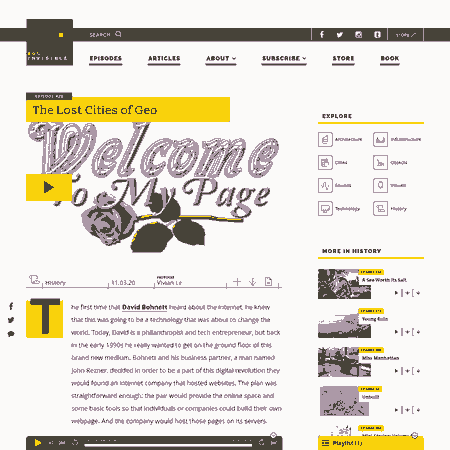 SEARCH
INVISIBLE
EPISODES ARTICLES ABOUT SUBSCRIBE STORE BOOK
The Lost Cities of Geo
Welcome
To My Page
EXPLORE
Architecture Infrastructure
Cities Objects
Sounds Visuals
Technology History
MORE IN HISTORY
A Sea Worth Its Salt
Young Ruin
Miss Manhattan
Unbuilt
History 11.03.20 Vivian Le
The first time that David Bohnett heard about the internet, he knew
that this was going to be a technology that was about to change the
world. Today, David is a philanthropist and tech entrepreneur, but back
in the early 1990s he really wanted to get on the ground floor of this
brand new medium. Bohnett and his business partner, a man named
John Rezner, decided in order to be a part of this digital revolution they
would found an internet company that hosted websites. The plan was
straightforward enough: the pair would provide the online space and
some basic tools so that individuals or companies could build their own
webpage. And the company would host those pages on its servers.
Playlist